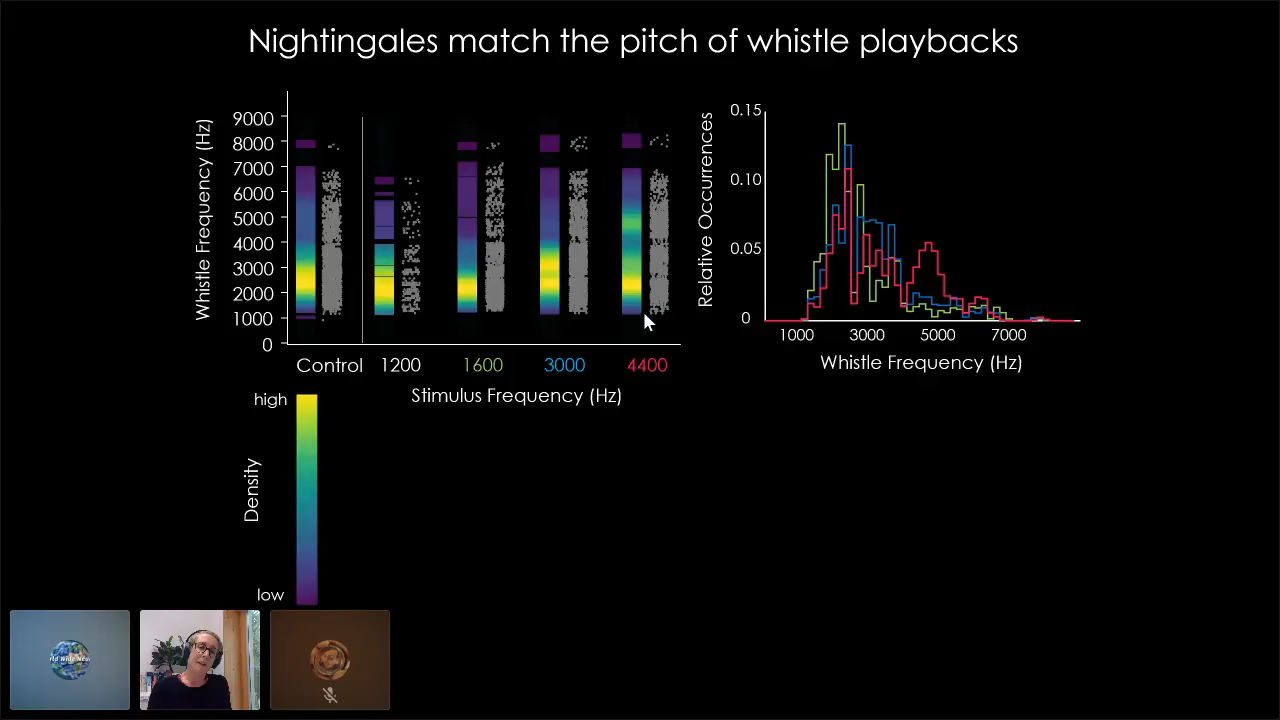 Nightingales match the pitch of whistle playbacks
Whistle Frequency (Hz)
9000
8000
7000
6000
5000
4000
3000
2000
1000
0
Control 1200 1600 3000 4400
Stimulus Frequency (Hz)
Relative Occurrences
0.15
0.10
0.05
0
1000 3000 5000 7000
Whistle Frequency (Hz)
high
Density
low